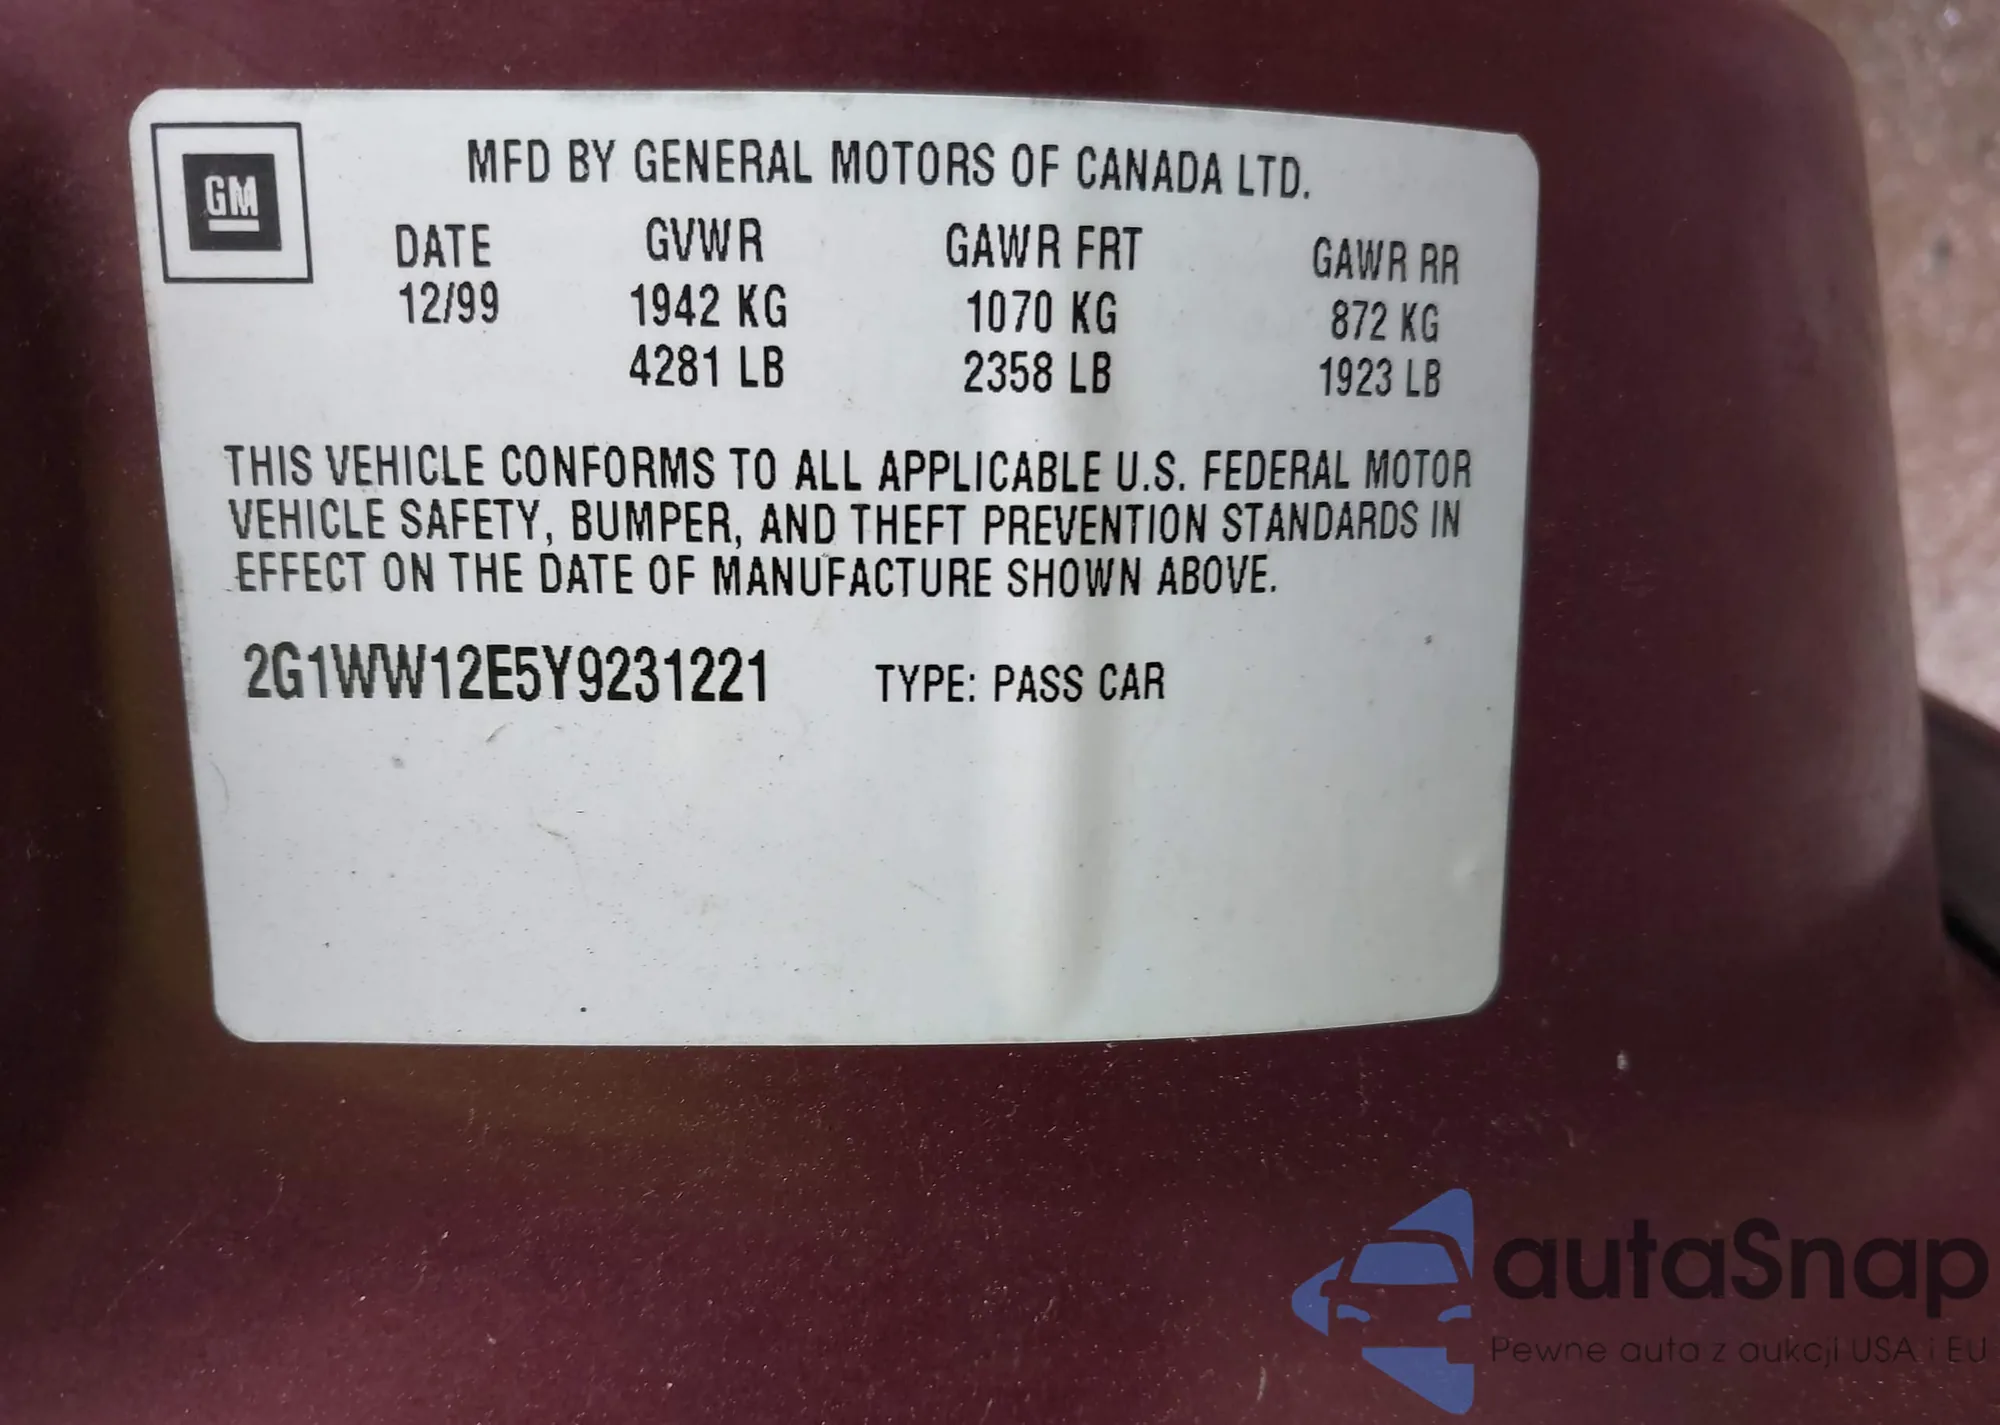 GM
MFD BY GENERAL MOTORS OF CANADA LTD.
DATE GVWR GAWR FRT GAWR RR
12/99 1942 KG 1070 KG 872 KG
4281 LB 2358 LB 1923 LB
THIS VEHICLE CONFORMS TO ALL APPLICABLE U.S. FEDERAL MOTOR
VEHICLE SAFETY, BUMPER, AND THEFT PREVENTION STANDARDS IN
EFFECT ON THE DATE OF MANUFACTURE SHOWN ABOVE.
2G1WW12E5Y9231221 TYPE: PASS CAR
autaSnap
Pewne auta z aukcji USA i EU